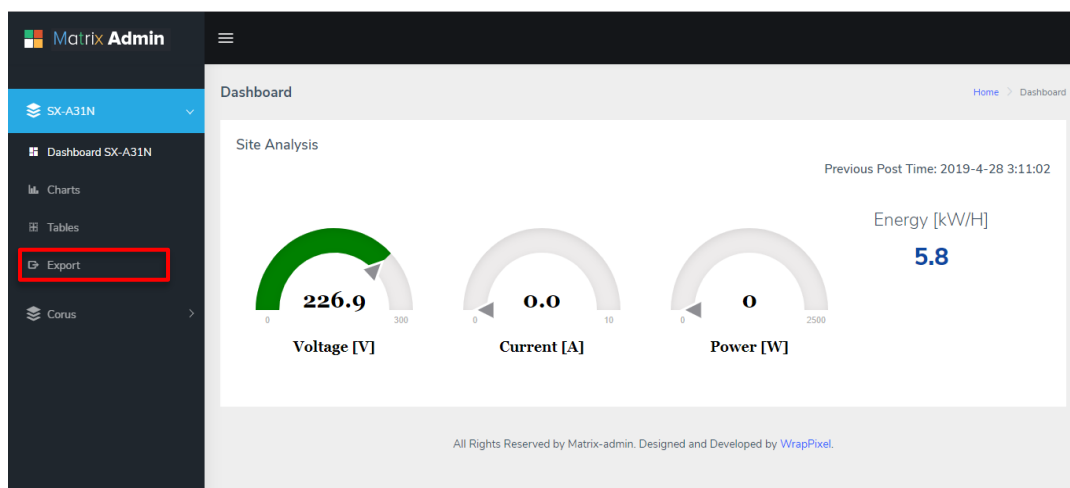 Matrix Admin
SX-A31N
Dashboard SX-A31N
Charts
Tables
Export
Corus
Dashboard
Home > Dashboard
Site Analysis
Previous Post Time: 2019-4-28 3:11:02
226.9
0
300
Voltage [V]
0.0
0
10
Current [A]
0
0
2500
Power [W]
Energy [kW/H]
5.8
All Rights Reserved by Matrix-admin. Designed and Developed by WrapPixel.